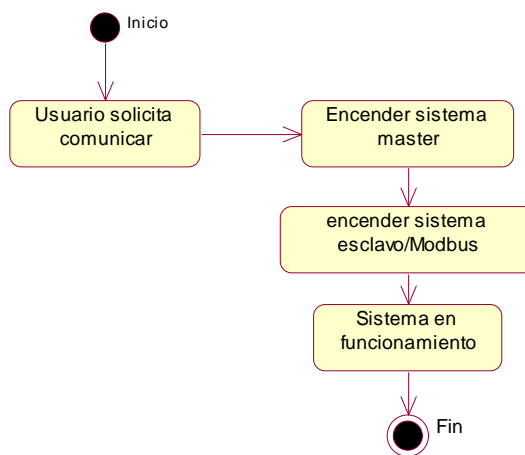 Inicio
Usuario solicita
comunicar
Encender sistema
master
encender sistema
esclavo/Modbus
Sistema en
funcionamiento
Fin